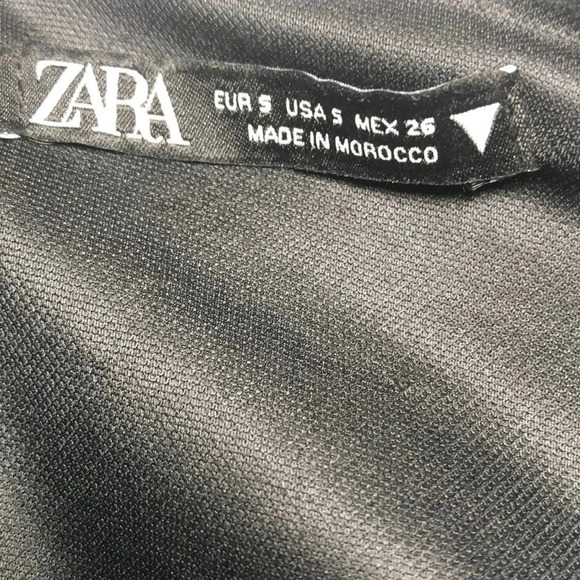 ZARA
EUR S USA S MEX 26
MADE IN MOROCCO